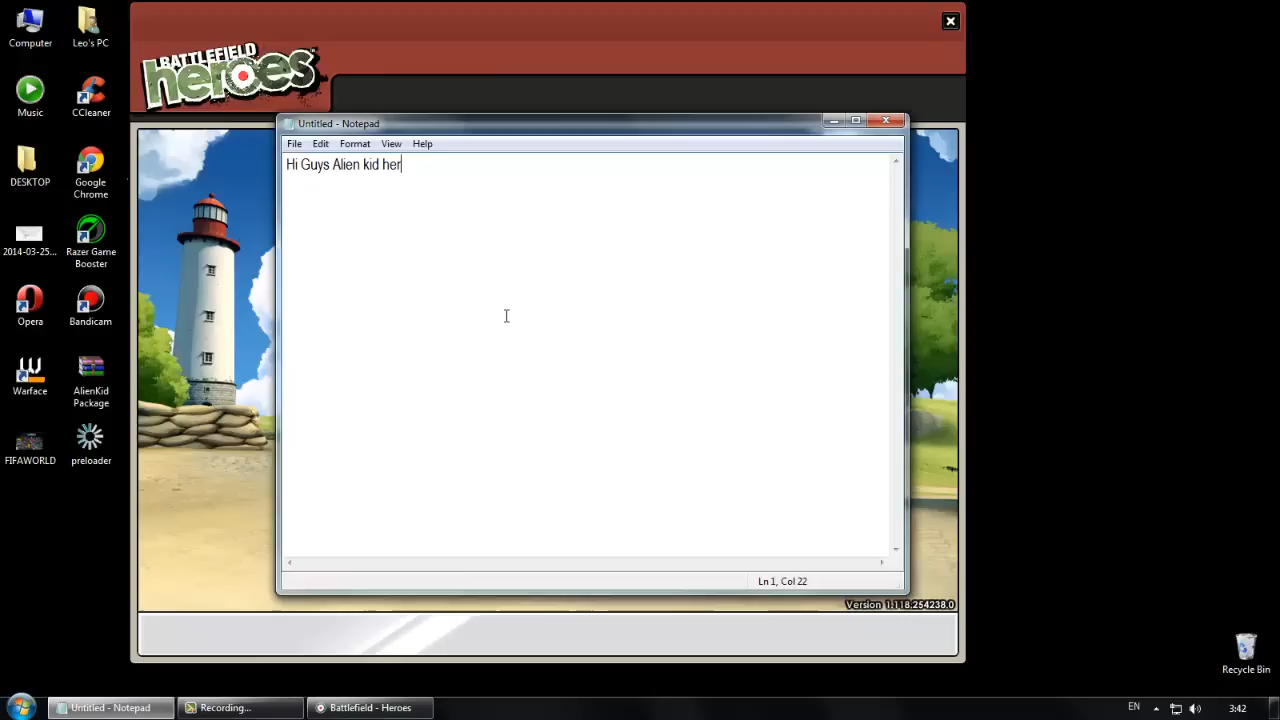 Computer
Leo's PC
BATTLEFIELD
heroes
Music
CCleaner
Untitled - Notepad
File Edit Format View Help
Hi Guys Alien kid her
DESKTOP
Google
Chrome
2014-03-25...
Razer Game
Booster
Opera
Bandicam
Warface
AlienKid
Package
FIFAWORLD
preloader
Ln 1, Col 22
Version 1.118.254238.0
Recycle Bin
Untitled - Notepad
Recording...
Battlefield - Heroes
EN
3:42